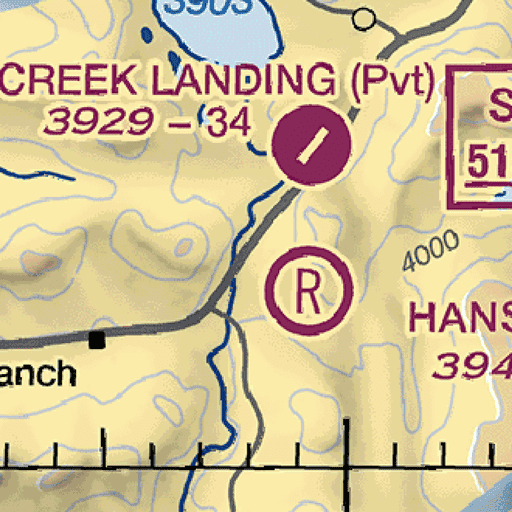 3903
CREEK LANDING (Pvt)
3929 – 34
S
51
4000
R
HANS
394
anch